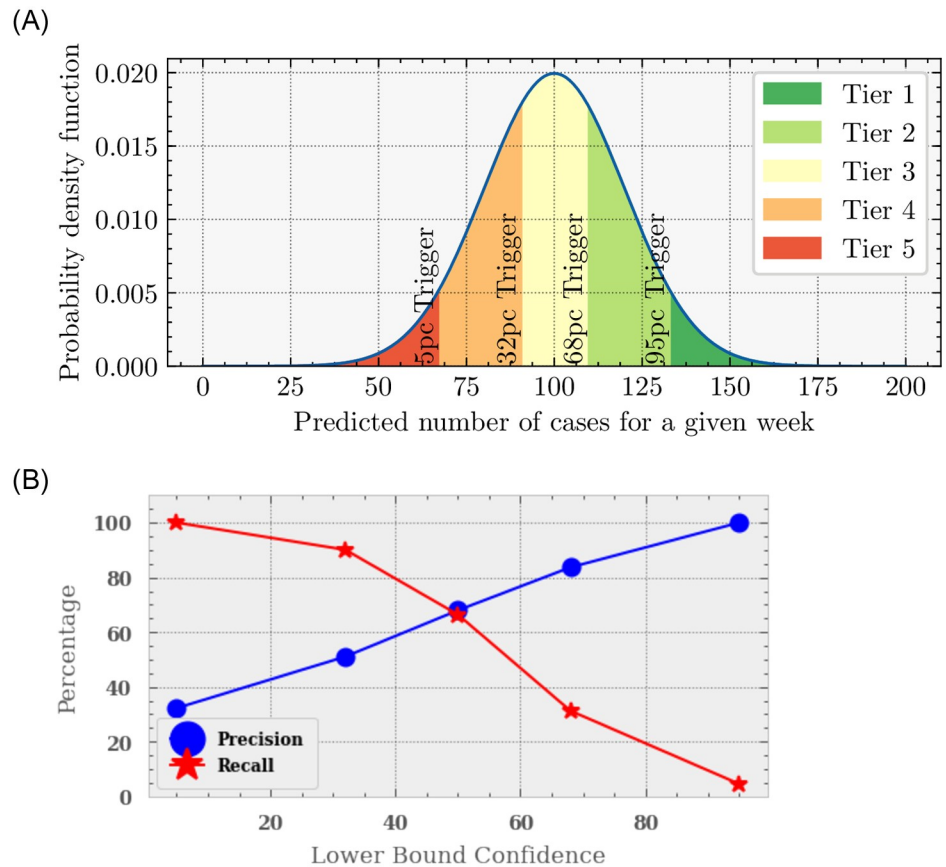 (A)
Probability density function
0.020
0.015
0.010
0.005
0.000
5pc Trigger
32pc Trigger
68pc Trigger
95pc Trigger
Tier 1
Tier 2
Tier 3
Tier 4
Tier 5
0 25 50 75 100 125 150 175 200
Predicted number of cases for a given week
(B)
Percentage
100
80
60
40
20
0
Precision
Recall
20 40 60 80
Lower Bound Confidence